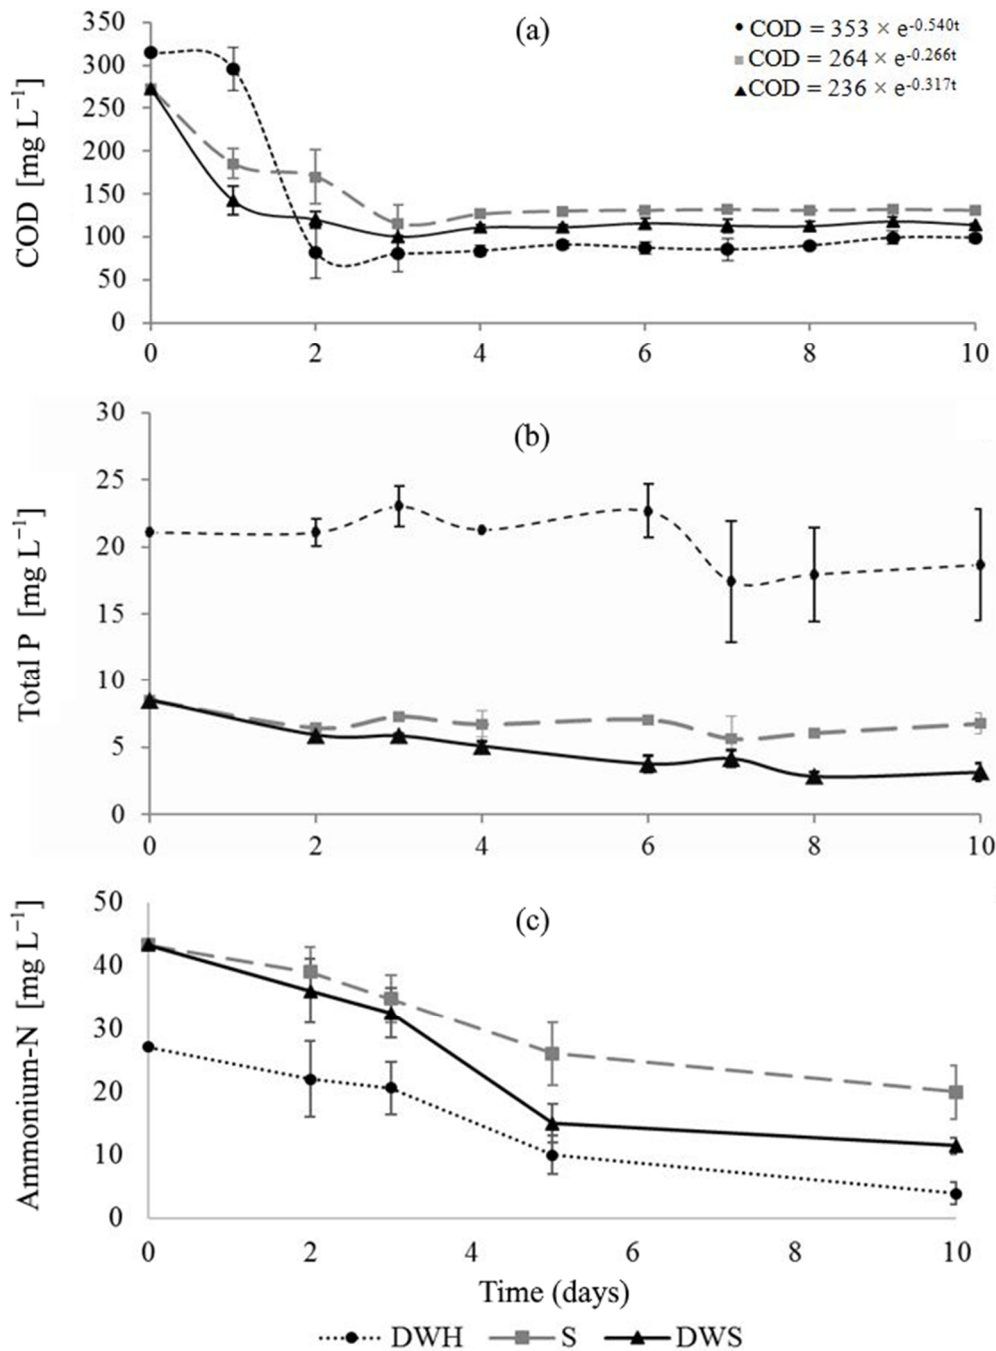 (a)
COD = 353 × e-0.540t
COD = 264 × e-0.266t
COD = 236 × e-0.317t
COD [mg L−1]
350
300
250
200
150
100
50
0
0 2 4 6 8 10
(b)
Total P [mg L−1]
30
25
20
15
10
5
0
0 2 4 6 8 10
(c)
Ammonium-N [mg L−1]
50
40
30
20
10
0
0 2 4 6 8 10
Time (days)
DWH S DWS